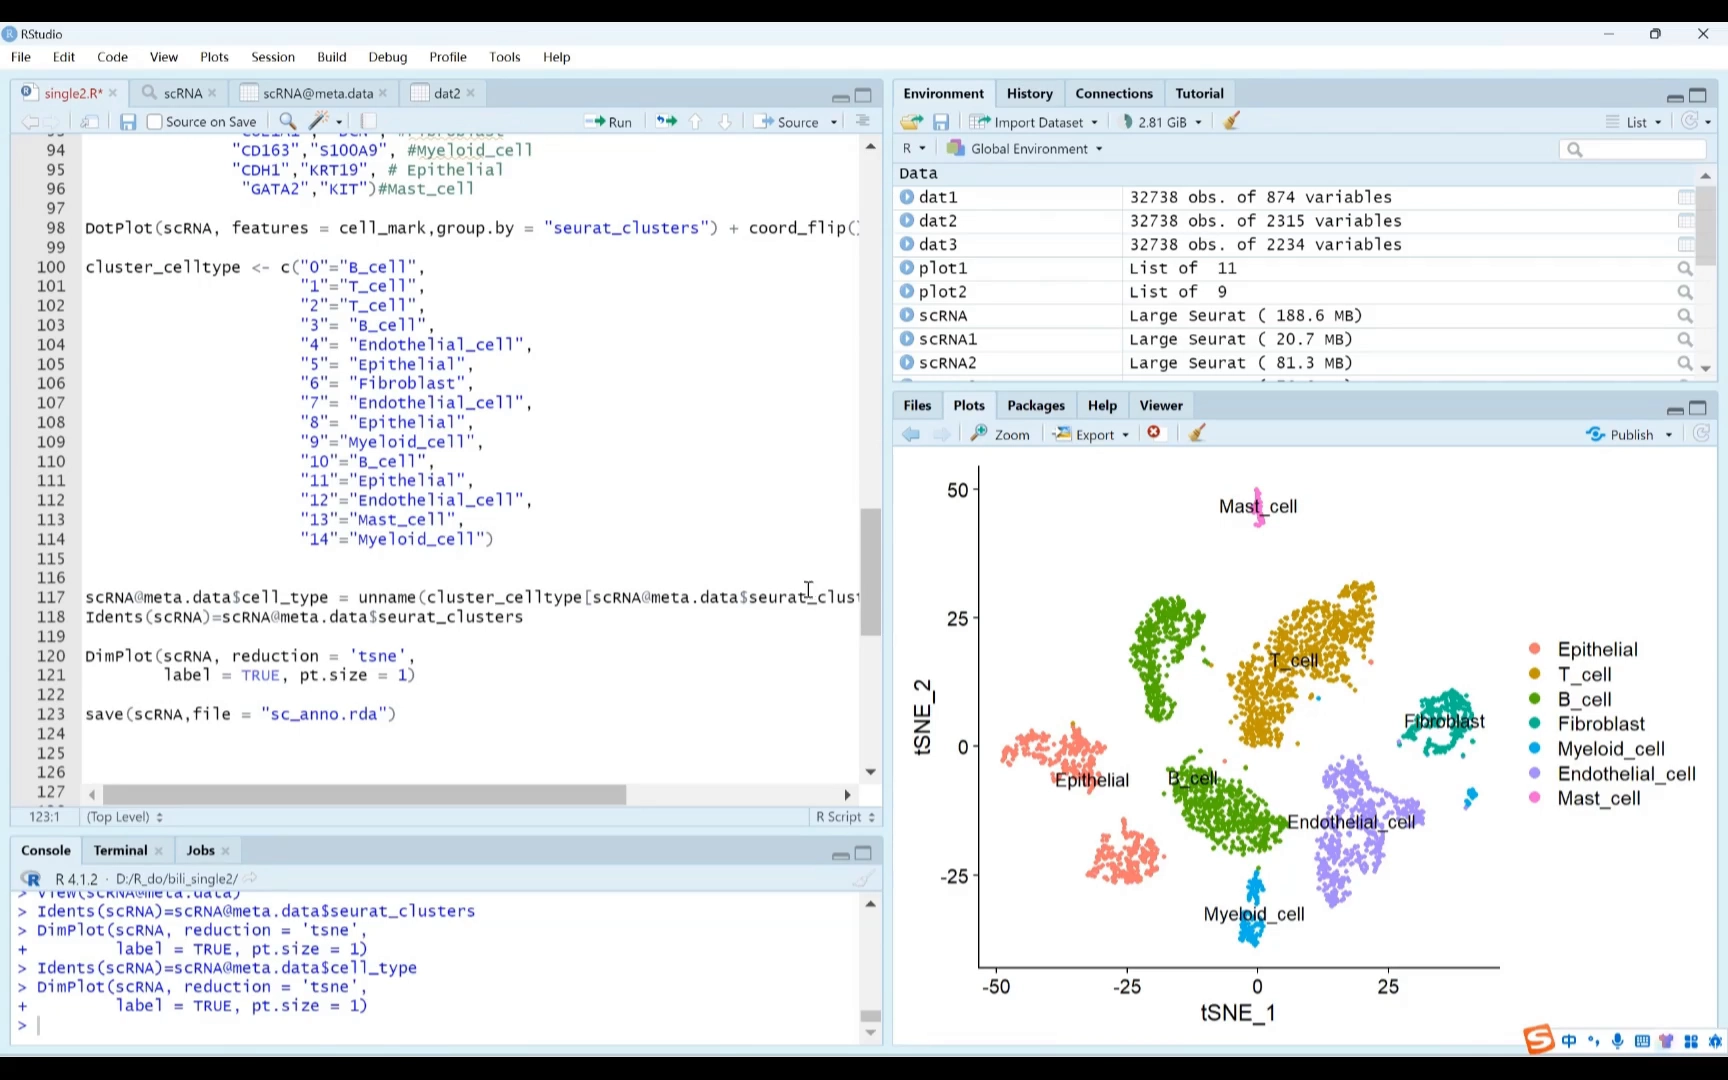 RStudio
File Edit Code View Plots Session Build Debug Profile Tools Help
single2.R* scRNA scRNA@meta.data dat2
Source on Save Run Source
94 "CD163","S100A9", #Myeloid_cell
95 "CDH1","KRT19", # Epithelial
96 "GATA2","KIT")#Mast_cell
97
98 DotPlot(scRNA, features = cell_mark,group.by = "seurat_clusters") + coord_flip()
99
100 cluster_celltype <- c("0"="B_cell",
101 "1"="T_cell",
102 "2"="T_cell",
103 "3"= "B_cell",
104 "4"= "Endothelial_cell",
105 "5"= "Epithelial",
106 "6"= "Fibroblast",
107 "7"= "Endothelial_cell",
108 "8"= "Epithelial",
109 "9"="Myeloid_cell",
110 "10"="B_cell",
111 "11"="Epithelial",
112 "12"="Endothelial_cell",
113 "13"="Mast_cell",
114 "14"="Myeloid_cell")
115
116
117 scRNA@meta.data$cell_type = unname(cluster_celltype[scRNA@meta.data$seurat_clust
118 Idents(scRNA)=scRNA@meta.data$seurat_clusters
119
120 DimPlot(scRNA, reduction = 'tsne',
121 label = TRUE, pt.size = 1)
122
123 save(scRNA,file = "sc_anno.rda")
124
125
126
127
123:1 (Top Level) R Script
Console Terminal Jobs
R 4.1.2 · D:/R_do/bili_single2/
> View(scRNA@meta.data)
> Idents(scRNA)=scRNA@meta.data$seurat_clusters
> DimPlot(scRNA, reduction = 'tsne',
+ label = TRUE, pt.size = 1)
> Idents(scRNA)=scRNA@meta.data$cell_type
> DimPlot(scRNA, reduction = 'tsne',
+ label = TRUE, pt.size = 1)
>
Environment History Connections Tutorial
Import Dataset 2.81 GiB List
R Global Environment
Data
dat1 32738 obs. of 874 variables
dat2 32738 obs. of 2315 variables
dat3 32738 obs. of 2234 variables
plot1 List of 11
plot2 List of 9
scRNA Large Seurat ( 188.6 MB)
scRNA1 Large Seurat ( 20.7 MB)
scRNA2 Large Seurat ( 81.3 MB)
Files Plots Packages Help Viewer
Zoom Export Publish
50
Mast_cell
25
T_cell
Fibroblast
0
Epithelial B_cell
Endothelial_cell
-25
Myeloid_cell
-50 -25 0 25
tSNE_1
tSNE_2
Epithelial
T_cell
B_cell
Fibroblast
Myeloid_cell
Endothelial_cell
Mast_cell
S 中